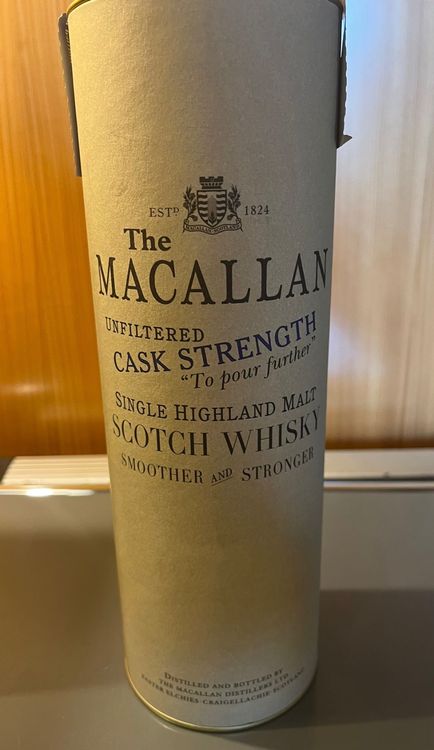 ESTD 1824
The
MACALLAN
UNFILTERED
CASK STRENGTH
"To pour further"
SINGLE HIGHLAND MALT
SCOTCH WHISKY
SMOOTHER AND STRONGER
DISTILLED AND BOTTLED BY
THE MACALLAN DISTILLERS LTD
EASTER ELCHIES·CRAIGELLACHIE·SCOTLAND